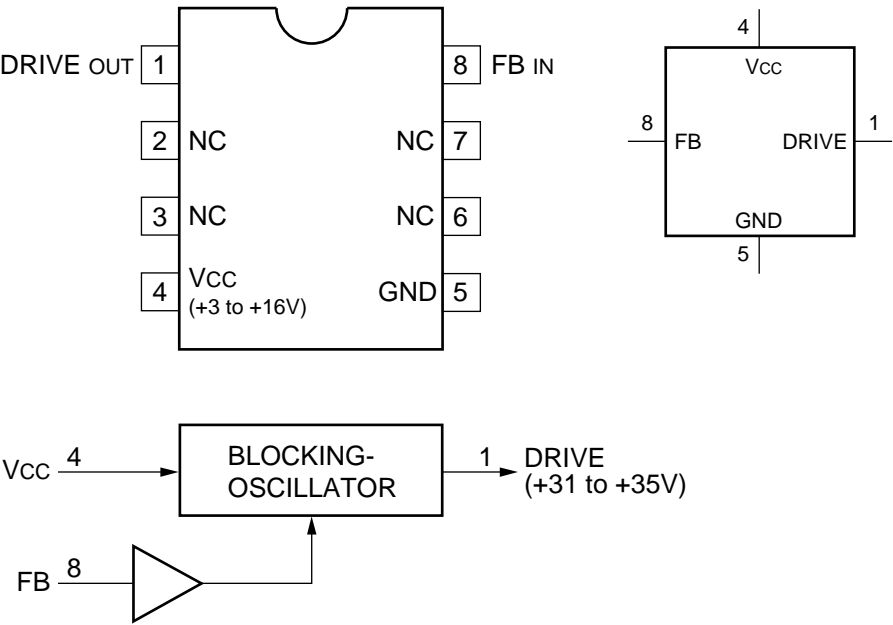 DRIVE OUT 1
8 FB IN
2 NC
NC 7
3 NC
NC 6
4 VCC
(+3 to +16V)
GND 5
4
VCC
8
FB
DRIVE
1
GND
5
VCC 4
BLOCKING-
OSCILLATOR
1 DRIVE
(+31 to +35V)
FB 8